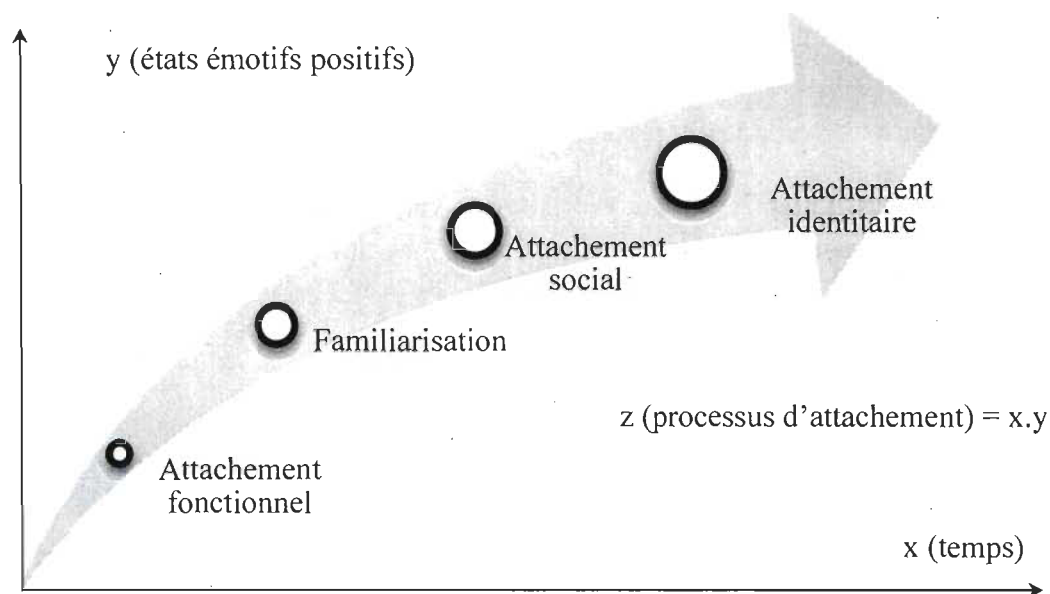 y (états émotifs positifs)
Attachement
identitaire
Attachement
social
Familiarisation
z (processus d'attachement) = x.y
Attachement
fonctionnel
x (temps)